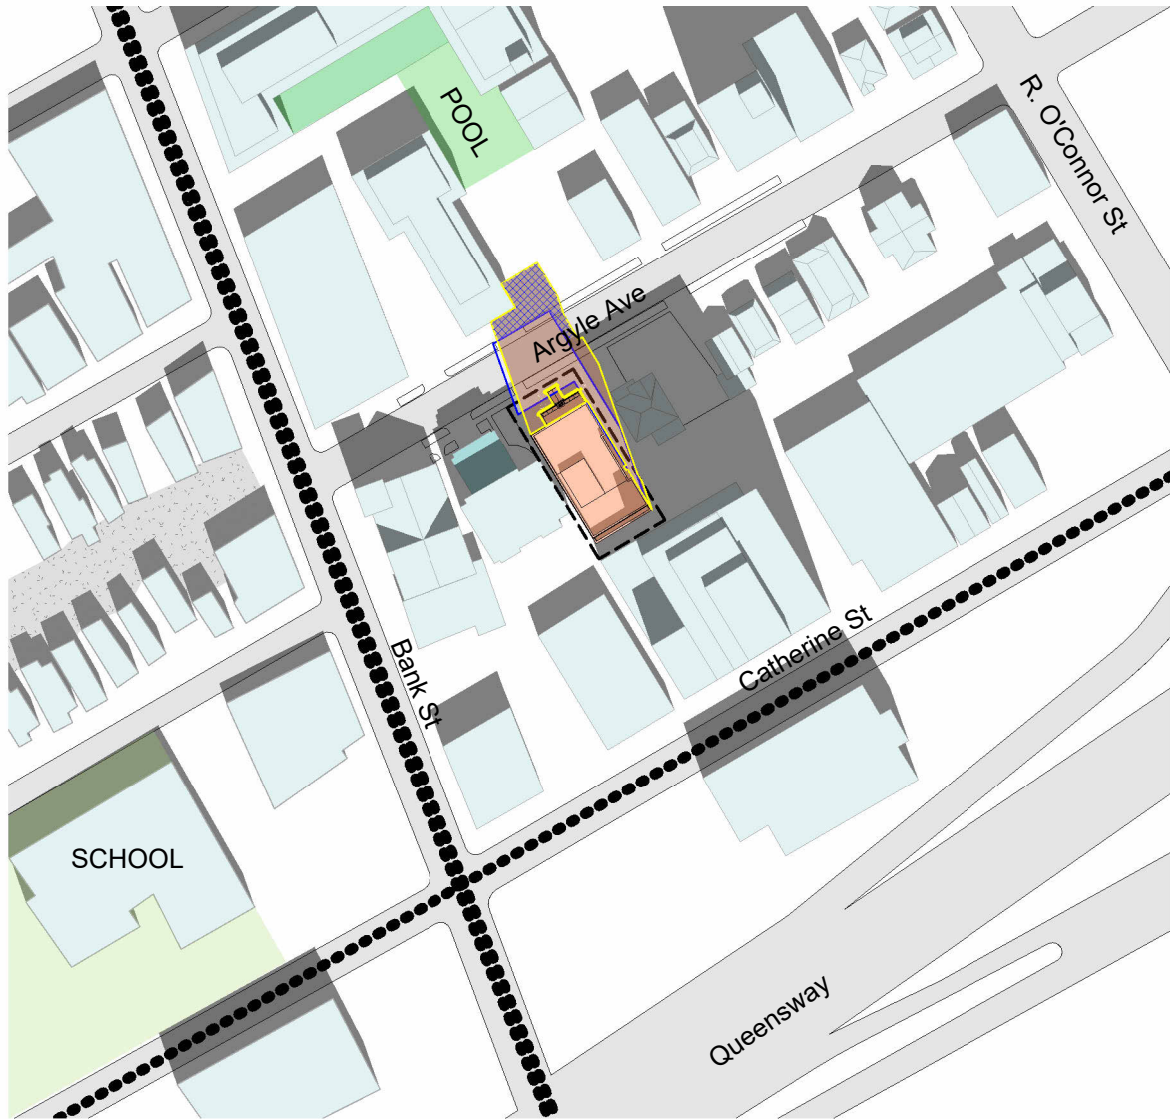 POOL
R. O'Connor St
Argyle Ave
Bank St
Catherine St
SCHOOL
Queensway